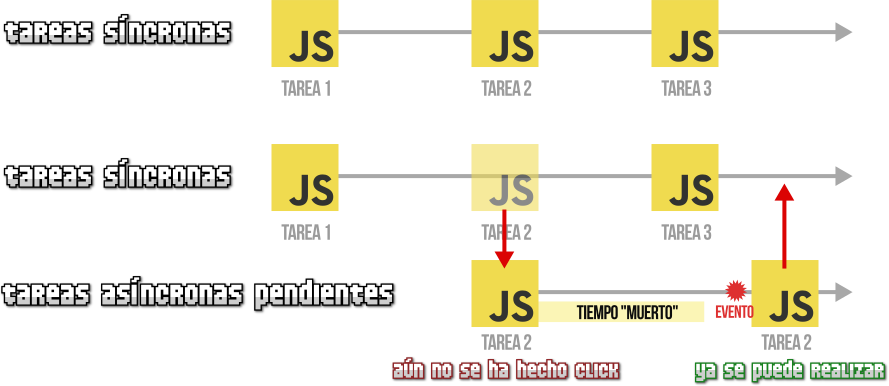 tareas síncronas
JS JS JS
TAREA 1 TAREA 2 TAREA 3
tareas síncronas
JS JS JS
TAREA 1 TAREA 2 TAREA 3
tareas asíncronas pendientes
JS TIEMPO "MUERTO" EVENTO JS
TAREA 2 TAREA 2
aún no se ha hecho click ya se puede realizar